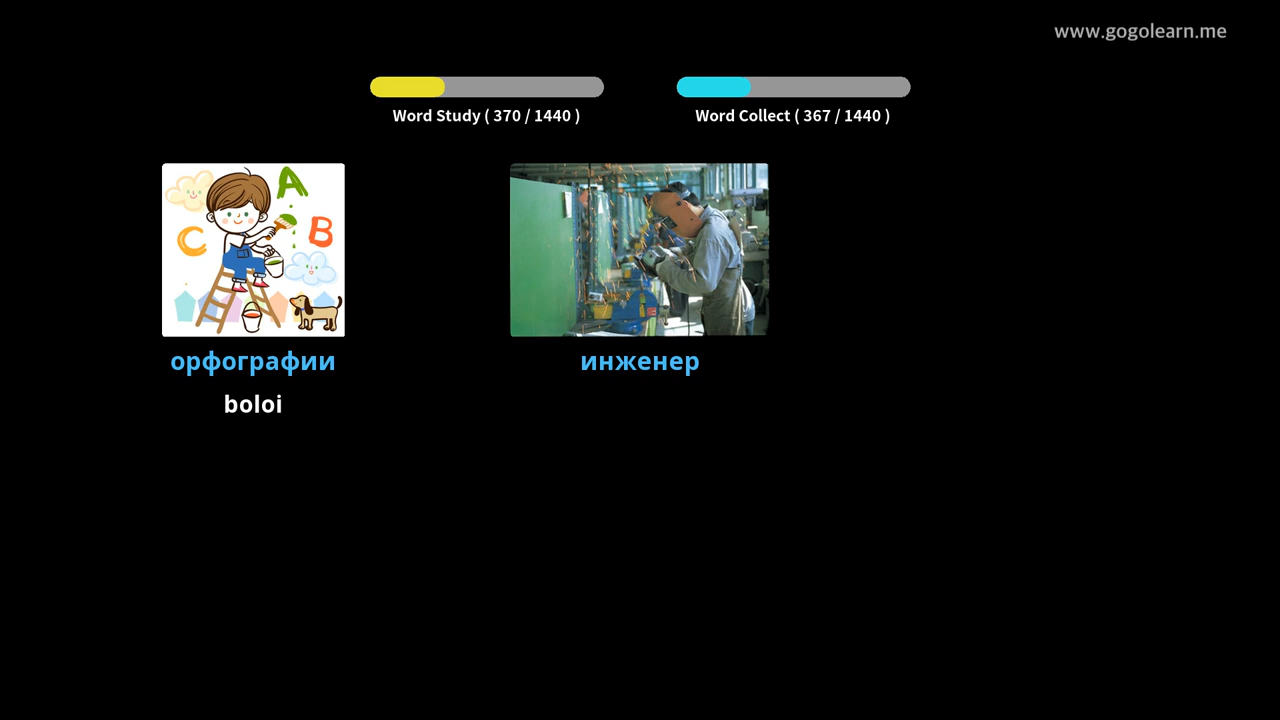 www.gogolearn.me
Word Study ( 370 / 1440 )
Word Collect ( 367 / 1440 )
A
B
C
орфографии
инженер
boloi